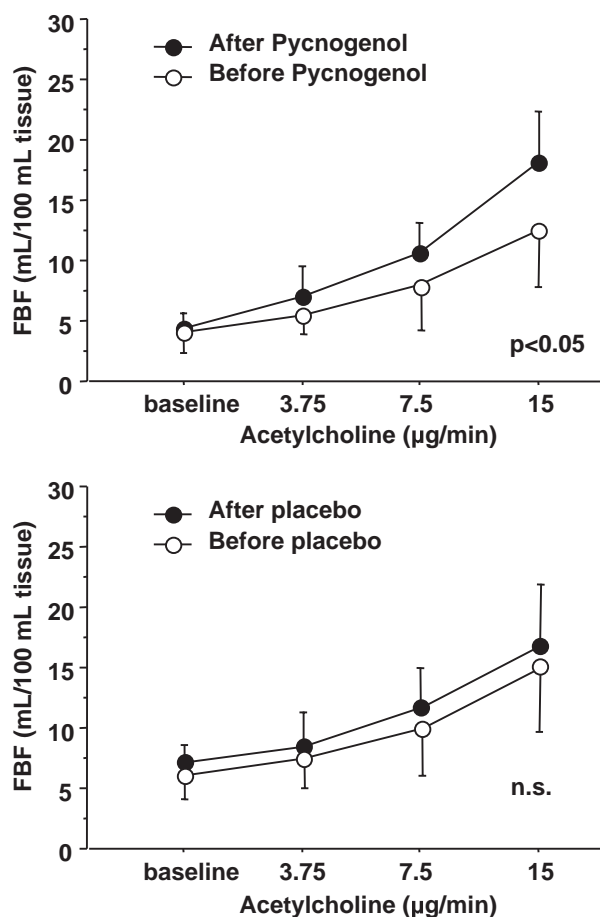 30
25
20
15
10
5
0
FBF (mL/100 mL tissue)
After Pycnogenol
Before Pycnogenol
p<0.05
baseline 3.75 7.5 15
Acetylcholine (µg/min)
30
25
20
15
10
5
0
FBF (mL/100 mL tissue)
After placebo
Before placebo
n.s.
baseline 3.75 7.5 15
Acetylcholine (µg/min)